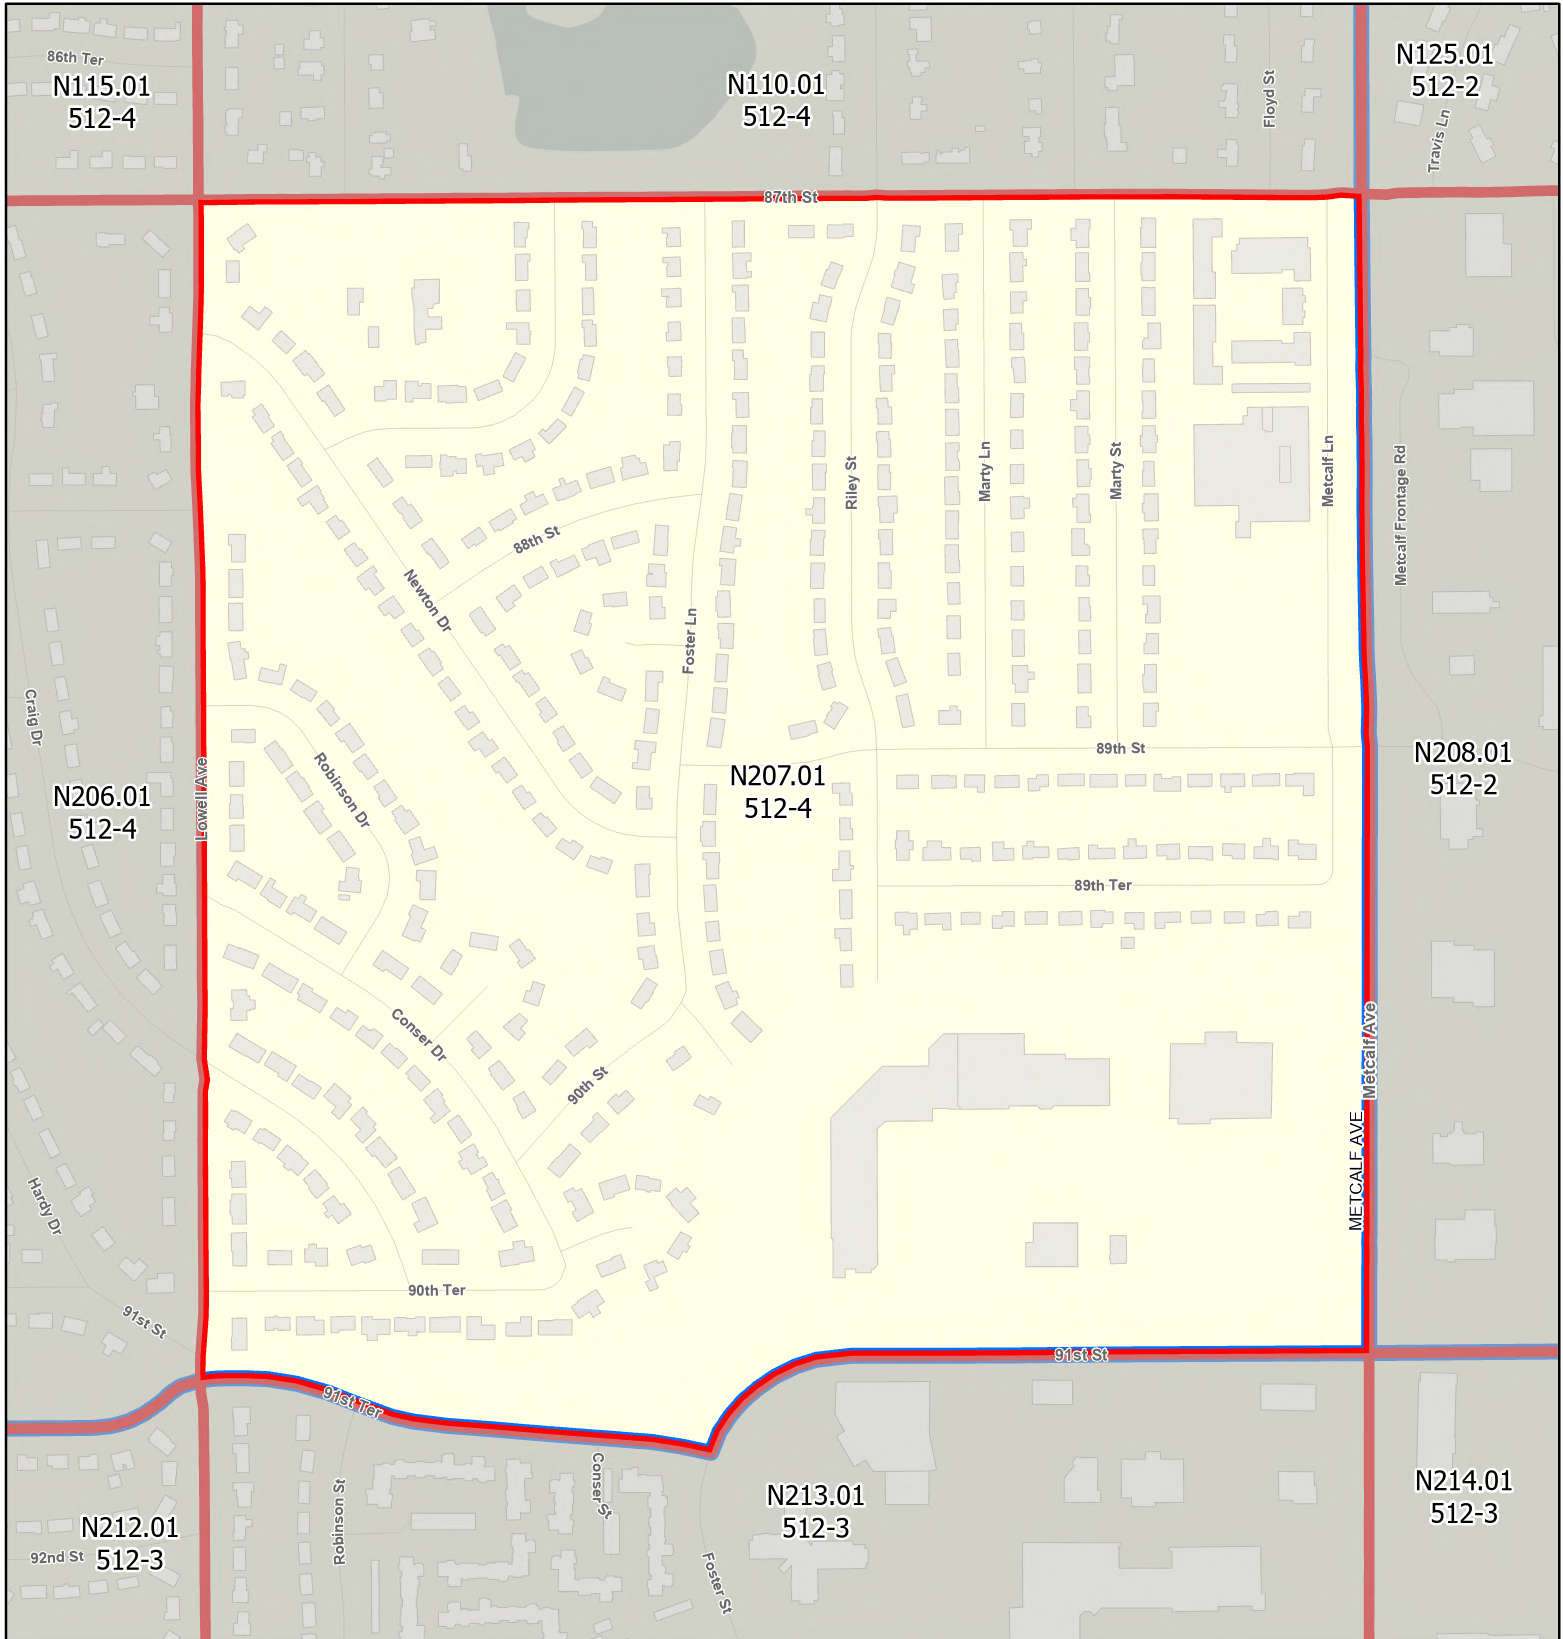 86th Ter
N115.01
512-4
N110.01
512-4
Floyd St
N125.01
512-2
Travis Ln
87th St
Riley St
Marty Ln
Marty St
Metcalf Ln
Metcalf Frontage Rd
88th St
Newton Dr
Foster Ln
Craig Dr
Robinson Dr
Lowell Ave
89th St
N206.01
512-4
N207.01
512-4
N208.01
512-2
89th Ter
Conser Dr
90th St
Metcalf Ave
METCALF AVE
Hardy Dr
90th Ter
91st St
91st St
91st Ter
Robinson St
Conser St
N213.01
512-3
N214.01
512-3
N212.01
512-3
92nd St
Foster St